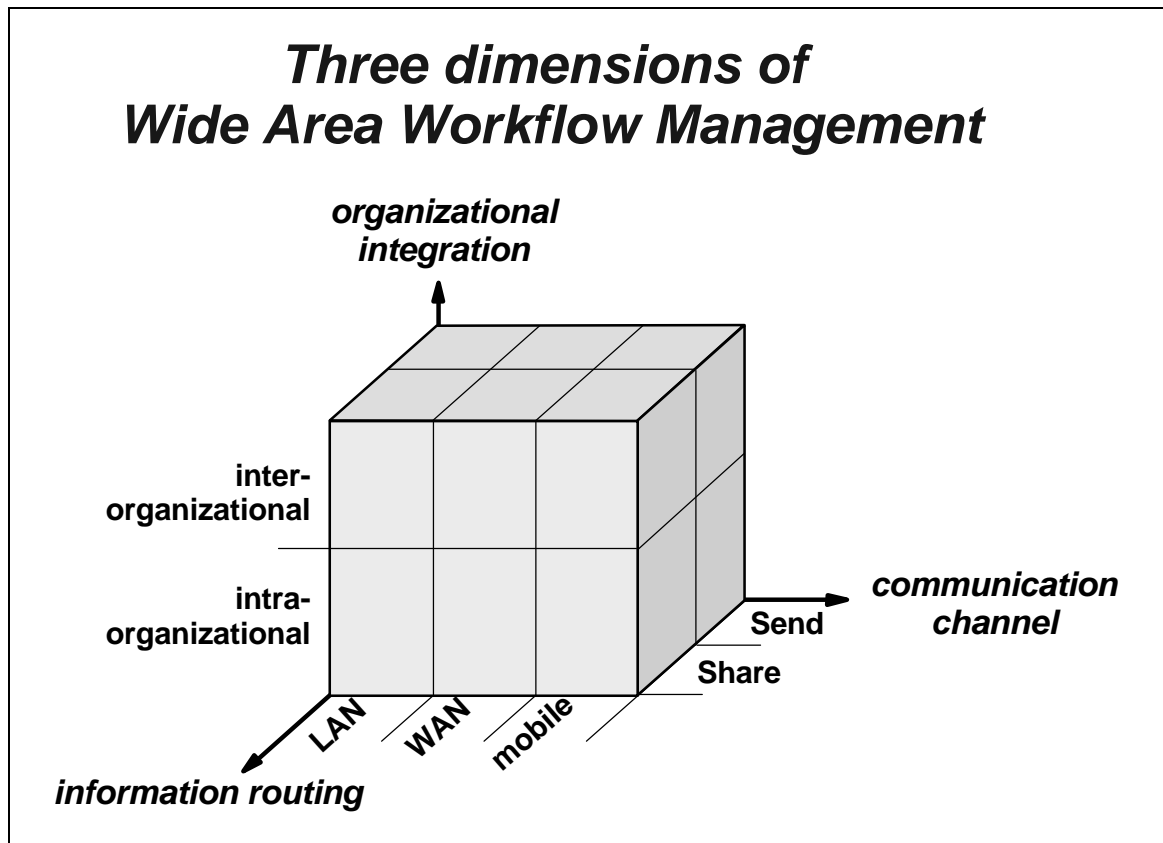 Three dimensions of
Wide Area Workflow Management
organizational
integration
inter-
organizational
intra-
organizational
communication
channel
Send
Share
LAN
WAN
mobile
information routing